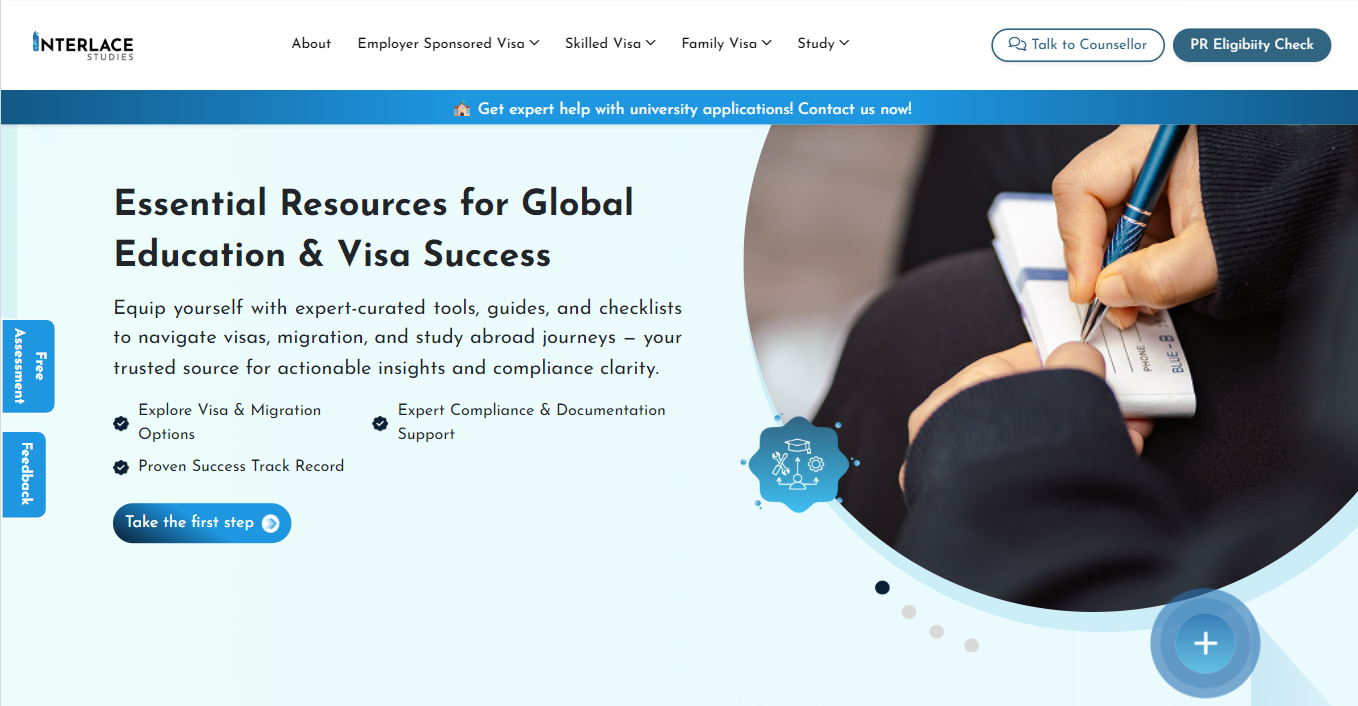 INTERLACE
STUDIES
About
Employer Sponsored Visa
Skilled Visa
Family Visa
Study
Talk to Counsellor
PR Eligibiity Check
Get expert help with university applications! Contact us now!
Essential Resources for Global
Education & Visa Success
Equip yourself with expert-curated tools, guides, and checklists
to navigate visas, migration, and study abroad journeys – your
trusted source for actionable insights and compliance clarity.
Explore Visa & Migration
Options
Expert Compliance & Documentation
Support
Proven Success Track Record
Take the first step
Free
Assessment
Feedback
PHONE
BLUE - B